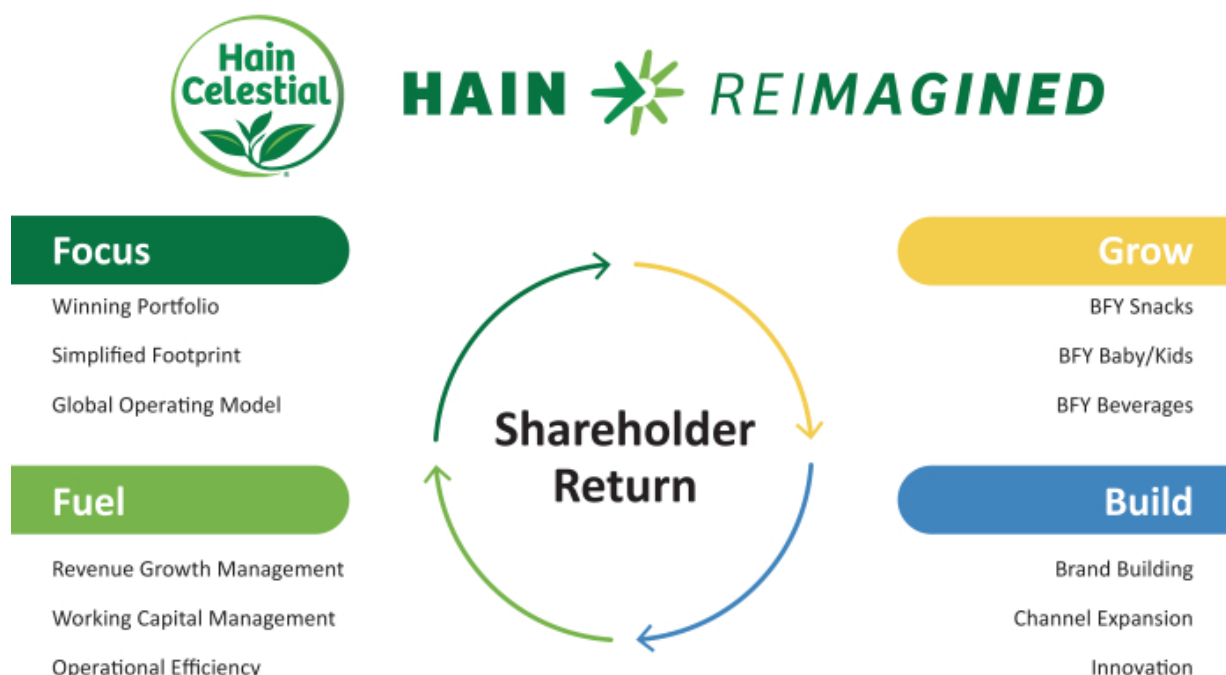 Hain
Celestial
HAIN REIMAGINED
Focus
Winning Portfolio
Simplified Footprint
Global Operating Model
Grow
BFY Snacks
BFY Baby/Kids
BFY Beverages
Shareholder
Return
Fuel
Revenue Growth Management
Working Capital Management
Operational Efficiency
Build
Brand Building
Channel Expansion
Innovation